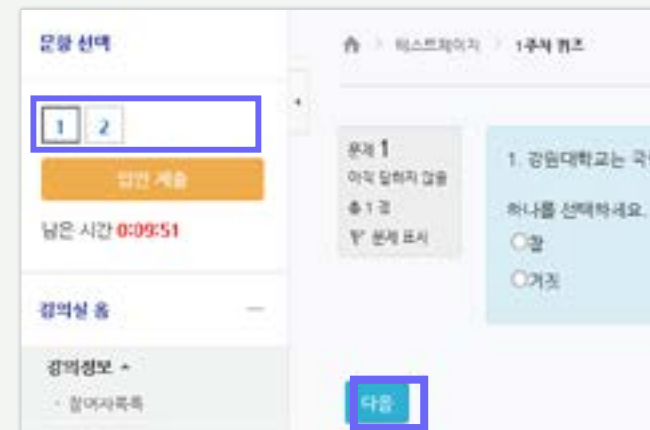 문항 선택
1 2
답안 제출
남은 시간 0:09:51
강의실 홈
강의정보
참여자목록
테스트페이지 1주차 퀴즈
문제 1
아직 답하지 않음
총 1 점
문제 표시
1. 강원대학교는 국
하나를 선택하세요.
참
거짓
다음